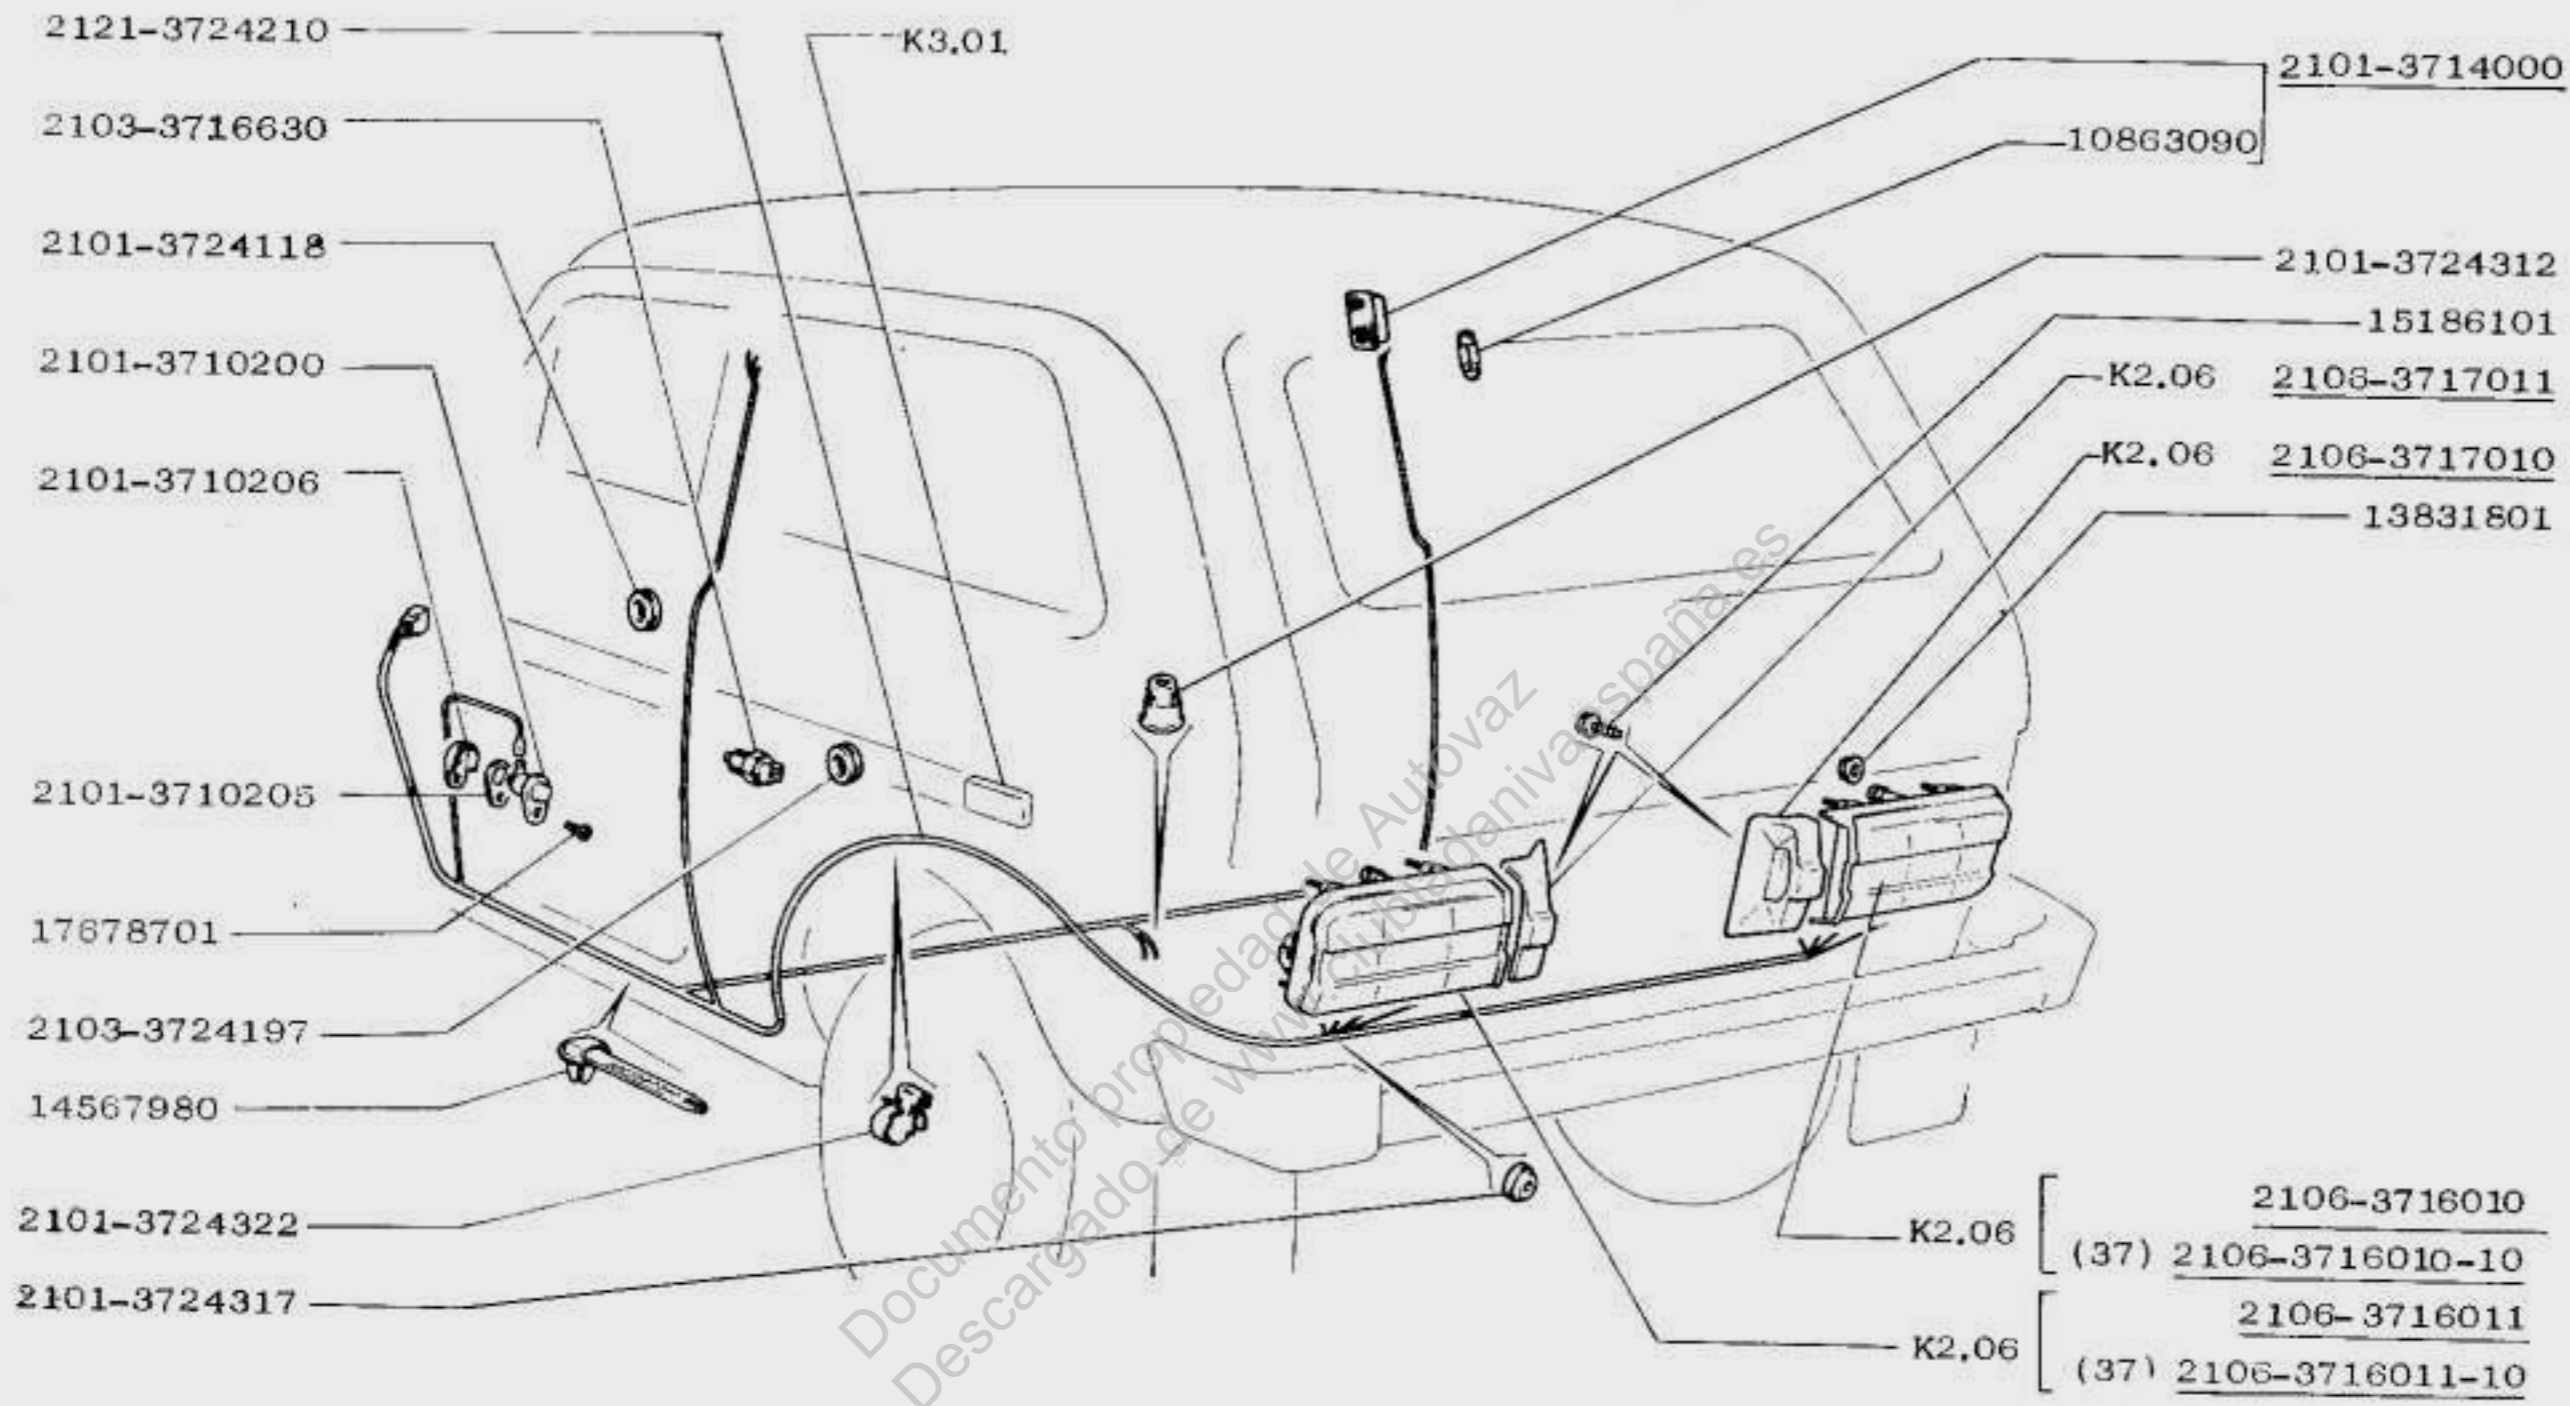 2121-3724210
K3.01
2103-3716630
2101-3724118
2101-3710200
2101-3710206
2101-3710205
17678701
2103-3724197
14567980
2101-3724322
2101-3724317
2101-3714000
10863090
2101-3724312
15186101
K2.06 2106-3717011
K2.06 2106-3717010
13831801
K2.06
2106-3716010
(37) 2106-3716010-10
K2.06
2106-3716011
(37) 2106-3716011-10
Documento propiedad de Autovaz
Descargado de www.clubladanivaespaña.es